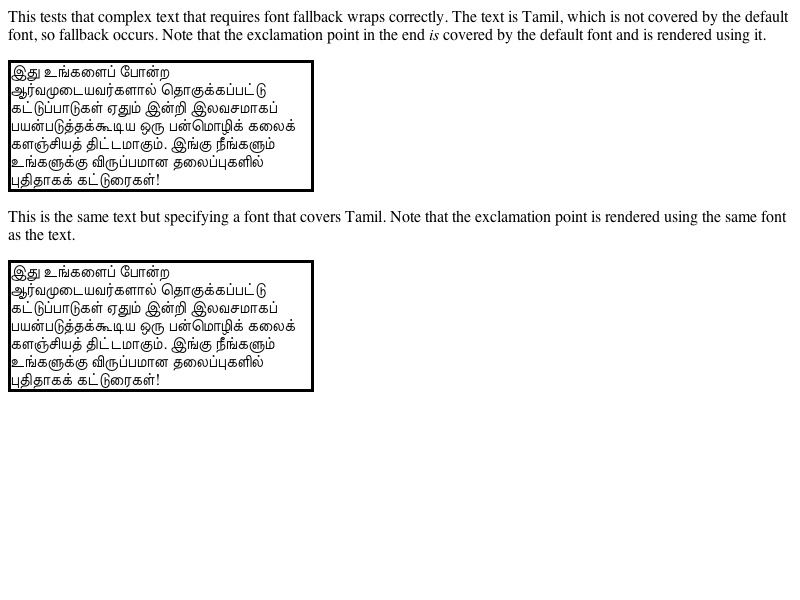 This tests that complex text that requires font fallback wraps correctly. The text is Tamil, which is not covered by the default
font, so fallback occurs. Note that the exclamation point in the end is covered by the default font and is rendered using it.
இது உங்களைப் போன்ற
ஆர்வமுடையவர்களால் தொகுக்கப்பட்டு
கட்டுப்பாடுகள் ஏதும் இன்றி இலவசமாகப்
பயன்படுத்தக்கூடிய ஒரு பன்மொழிக் கலைக்
களஞ்சியத் திட்டமாகும். இங்கு நீங்களும்
உங்களுக்கு விருப்பமான தலைப்புகளில்
புதிதாகக் கட்டுரைகள்!
This is the same text but specifying a font that covers Tamil. Note that the exclamation point is rendered using the same font
as the text.
இது உங்களைப் போன்ற
ஆர்வமுடையவர்களால் தொகுக்கப்பட்டு
கட்டுப்பாடுகள் ஏதும் இன்றி இலவசமாகப்
பயன்படுத்தக்கூடிய ஒரு பன்மொழிக் கலைக்
களஞ்சியத் திட்டமாகும். இங்கு நீங்களும்
உங்களுக்கு விருப்பமான தலைப்புகளில்
புதிதாகக் கட்டுரைகள்!